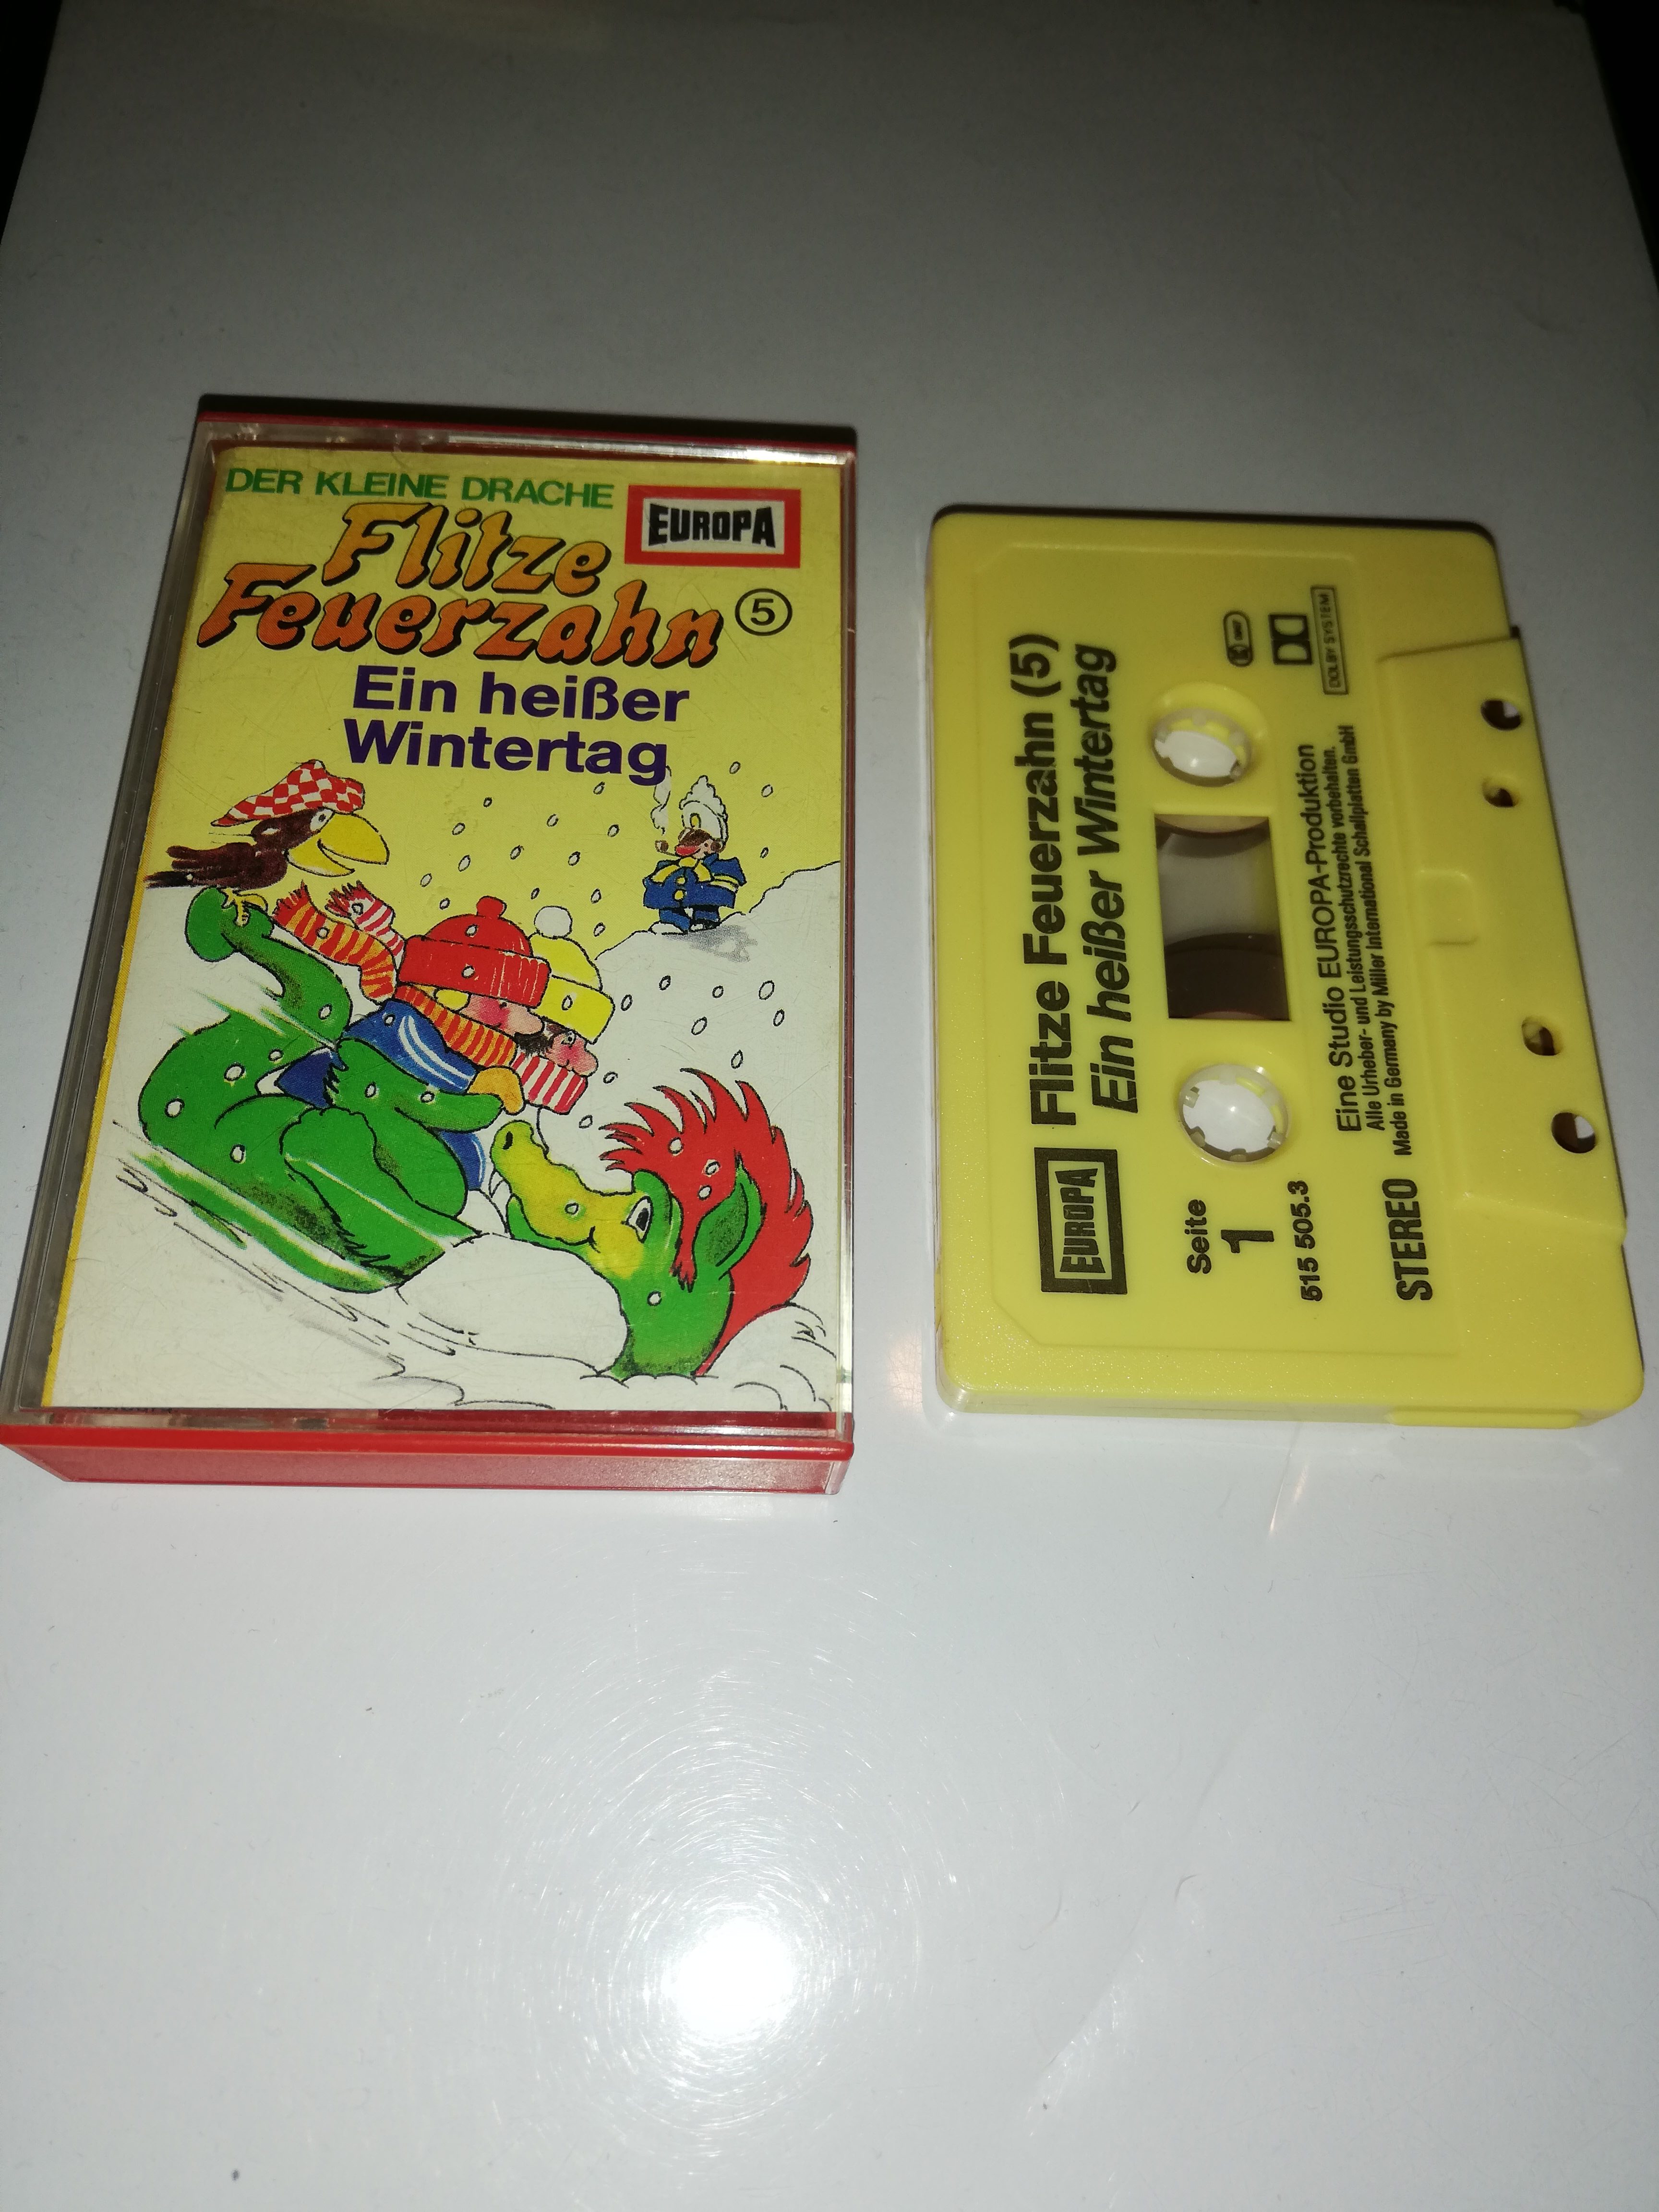 DER KLEINE DRACHE
EUROPA
Flitze
Feuerzahn 5
Ein heißer
Wintertag
EUROPA
Flitze Feuerzahn (5)
Ein heißer Wintertag
Seite
1
515 505.3
STEREO
DOLBY SYSTEM
Eine Studio EUROPA-Produktion
Alle Urheber- und Leistungsschutzrechte vorbehalten.
Made in Germany by Miller International Schallplatten GmbH